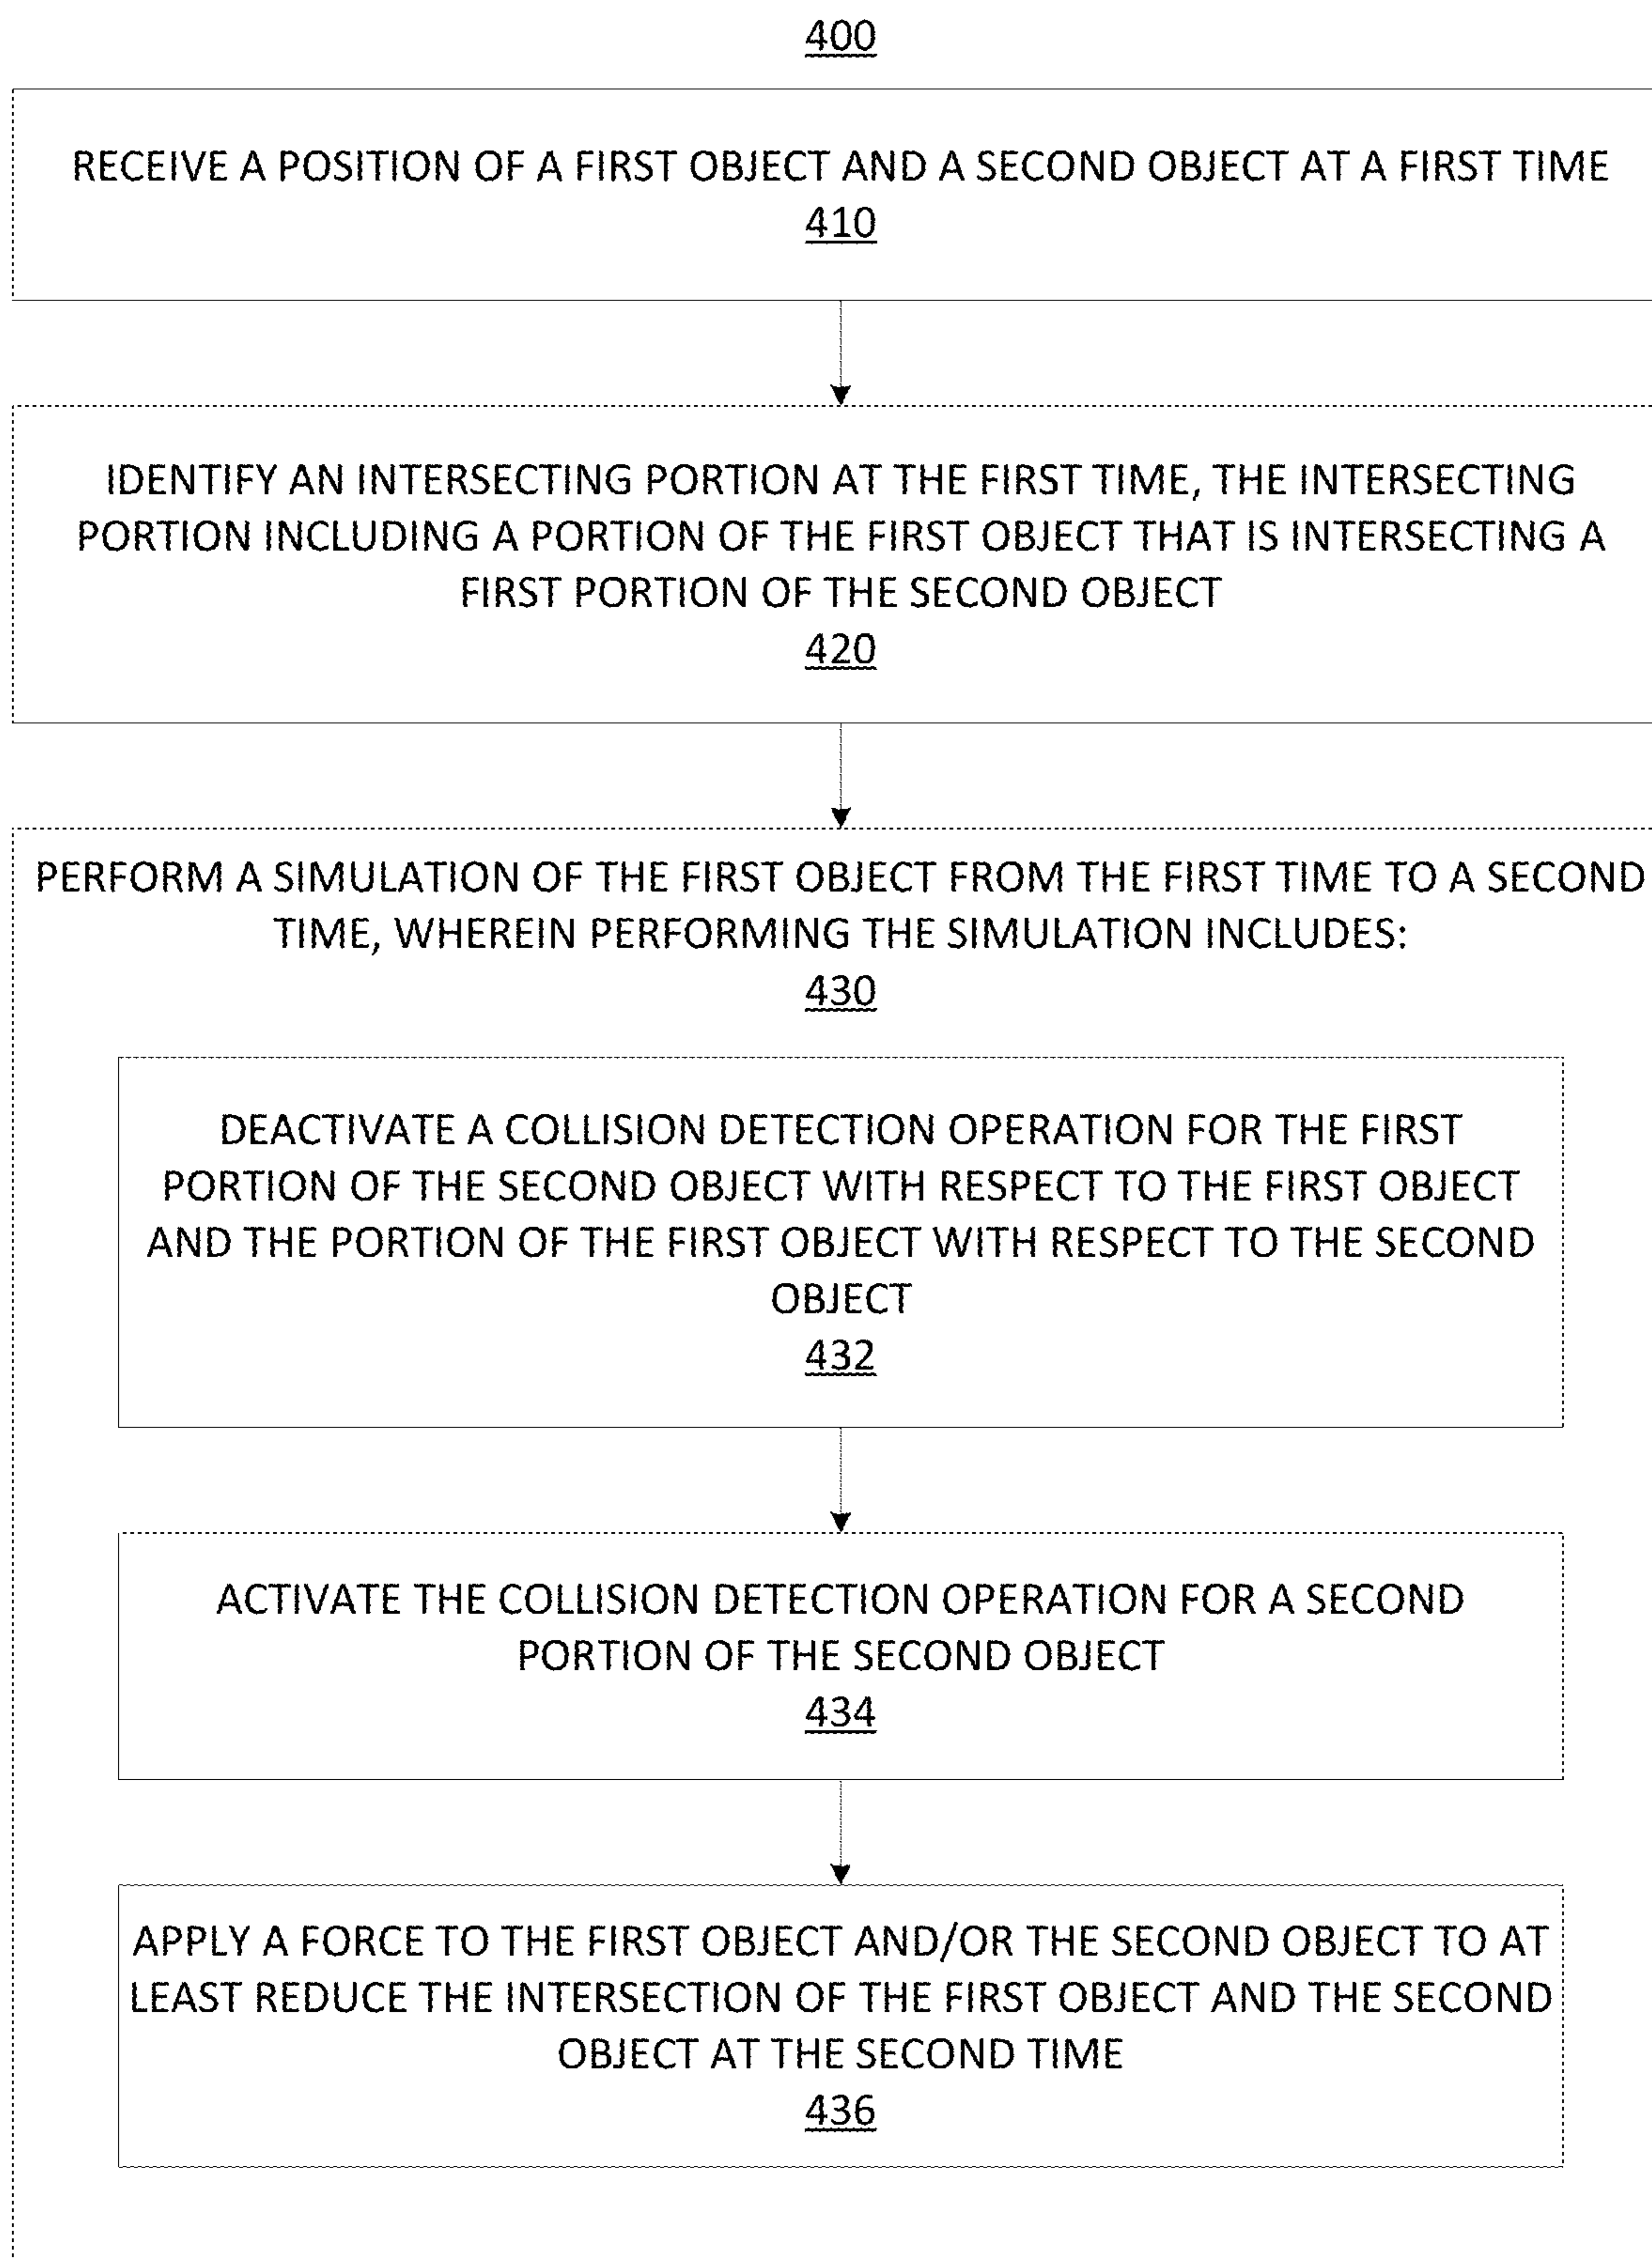 400
RECEIVE A POSITION OF A FIRST OBJECT AND A SECOND OBJECT AT A FIRST TIME
410
IDENTIFY AN INTERSECTING PORTION AT THE FIRST TIME, THE INTERSECTING
PORTION INCLUDING A PORTION OF THE FIRST OBJECT THAT IS INTERSECTING A
FIRST PORTION OF THE SECOND OBJECT
420
PERFORM A SIMULATION OF THE FIRST OBJECT FROM THE FIRST TIME TO A SECOND
TIME, WHEREIN PERFORMING THE SIMULATION INCLUDES:
430
DEACTIVATE A COLLISION DETECTION OPERATION FOR THE FIRST
PORTION OF THE SECOND OBJECT WITH RESPECT TO THE FIRST OBJECT
AND THE PORTION OF THE FIRST OBJECT WITH RESPECT TO THE SECOND
OBJECT
432
ACTIVATE THE COLLISION DETECTION OPERATION FOR A SECOND
PORTION OF THE SECOND OBJECT
434
APPLY A FORCE TO THE FIRST OBJECT AND/OR THE SECOND OBJECT TO AT
LEAST REDUCE THE INTERSECTION OF THE FIRST OBJECT AND THE SECOND
OBJECT AT THE SECOND TIME
436